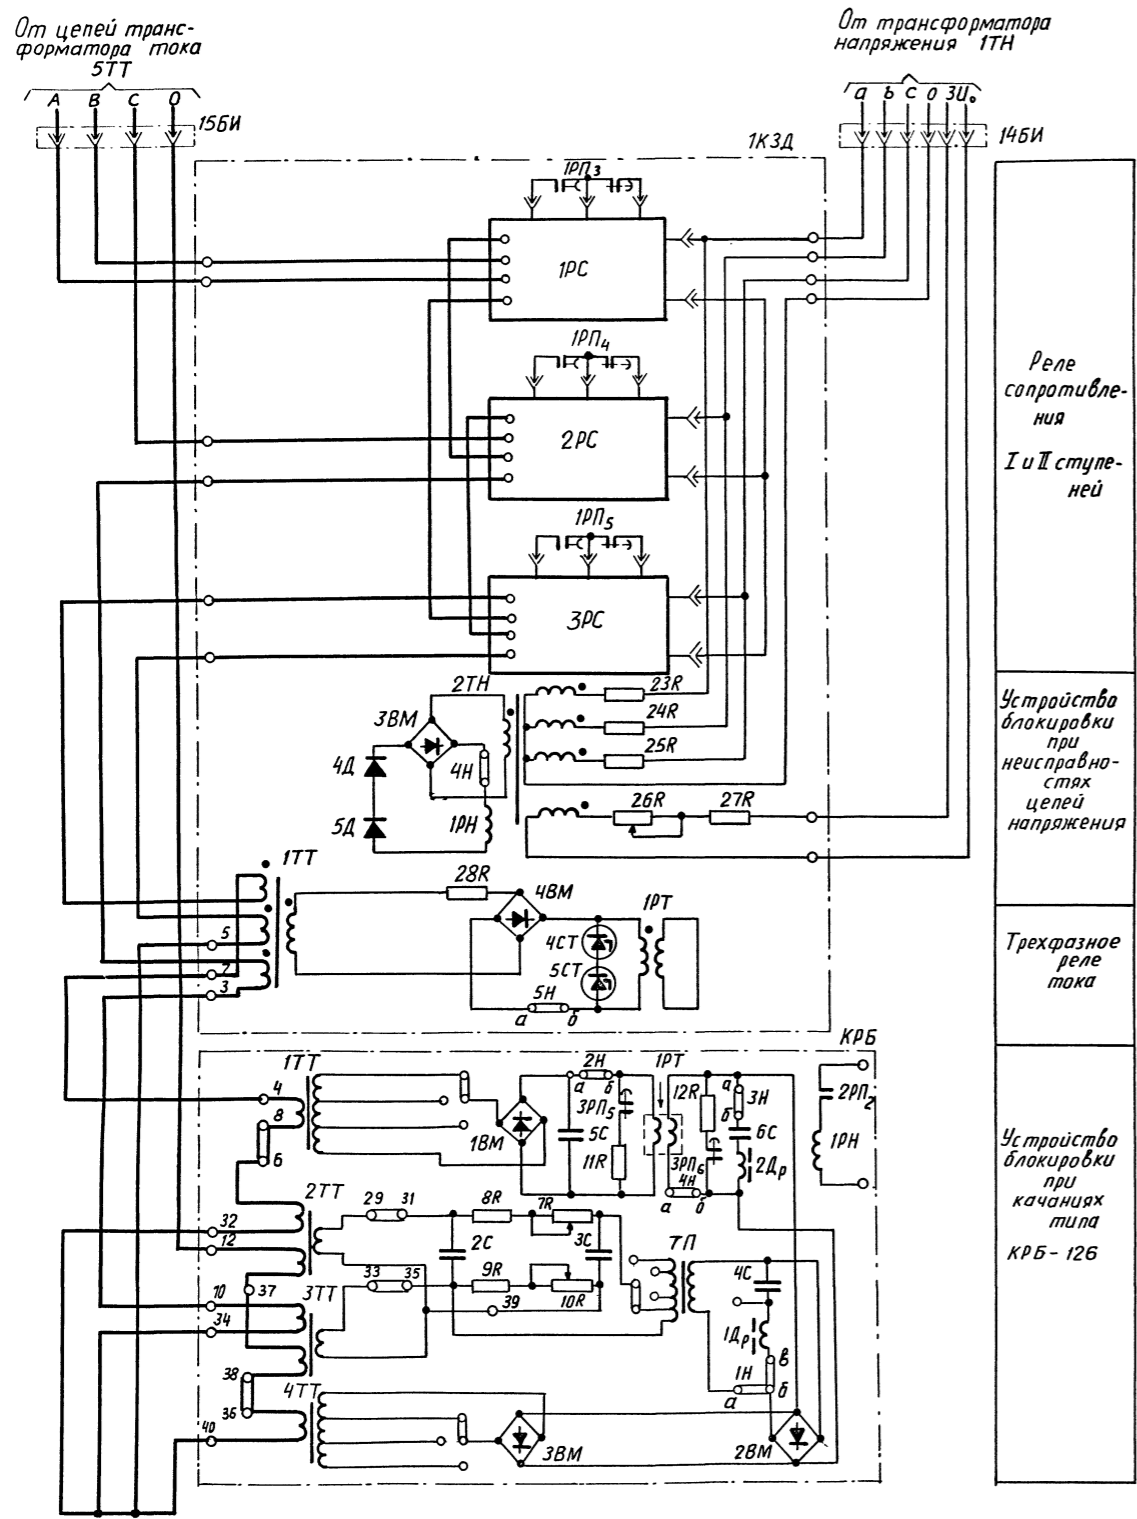 От цепей транс-
форматора тока
5ТТ
А В С О
15БИ
От трансформатора
напряжения 1ТН
а в с о 3U₀
14БИ
1КЗД
1РП₃
1РС
1РП₄
2РС
1РП₅
3РС
Реле
сопротивле-
ния
I и II ступе-
ней
2ТН
23R
3ВМ
24R
4Д
4Н
25R
5Д
1РН
26R
27R
Устройство
блокировки
при
неисправно-
стях
цепей
напряжения
1ТТ
28R
4ВМ
1РТ
5
4СТ
7
5СТ
3
5Н
а б
Трехфазное
реле
тока
КРБ
1ТТ
4
8
6
1ВМ
2Н
а б
3РП₅
5С
11R
1РТ
12R
а
3Н
б
6С
3РП₆
4Н
а б
2Др
2РП₂
1РН
2ТТ
32
12
29 31
8R
7R
2С
3С
37
3ТТ
33 35
9R
10R
39
10
34
7П
4С
1Др
в
1Н
б
а
38
36
4ТТ
40
3ВМ
2ВМ
Устройство
блокировки
при
качаниях
типа
КРБ-126